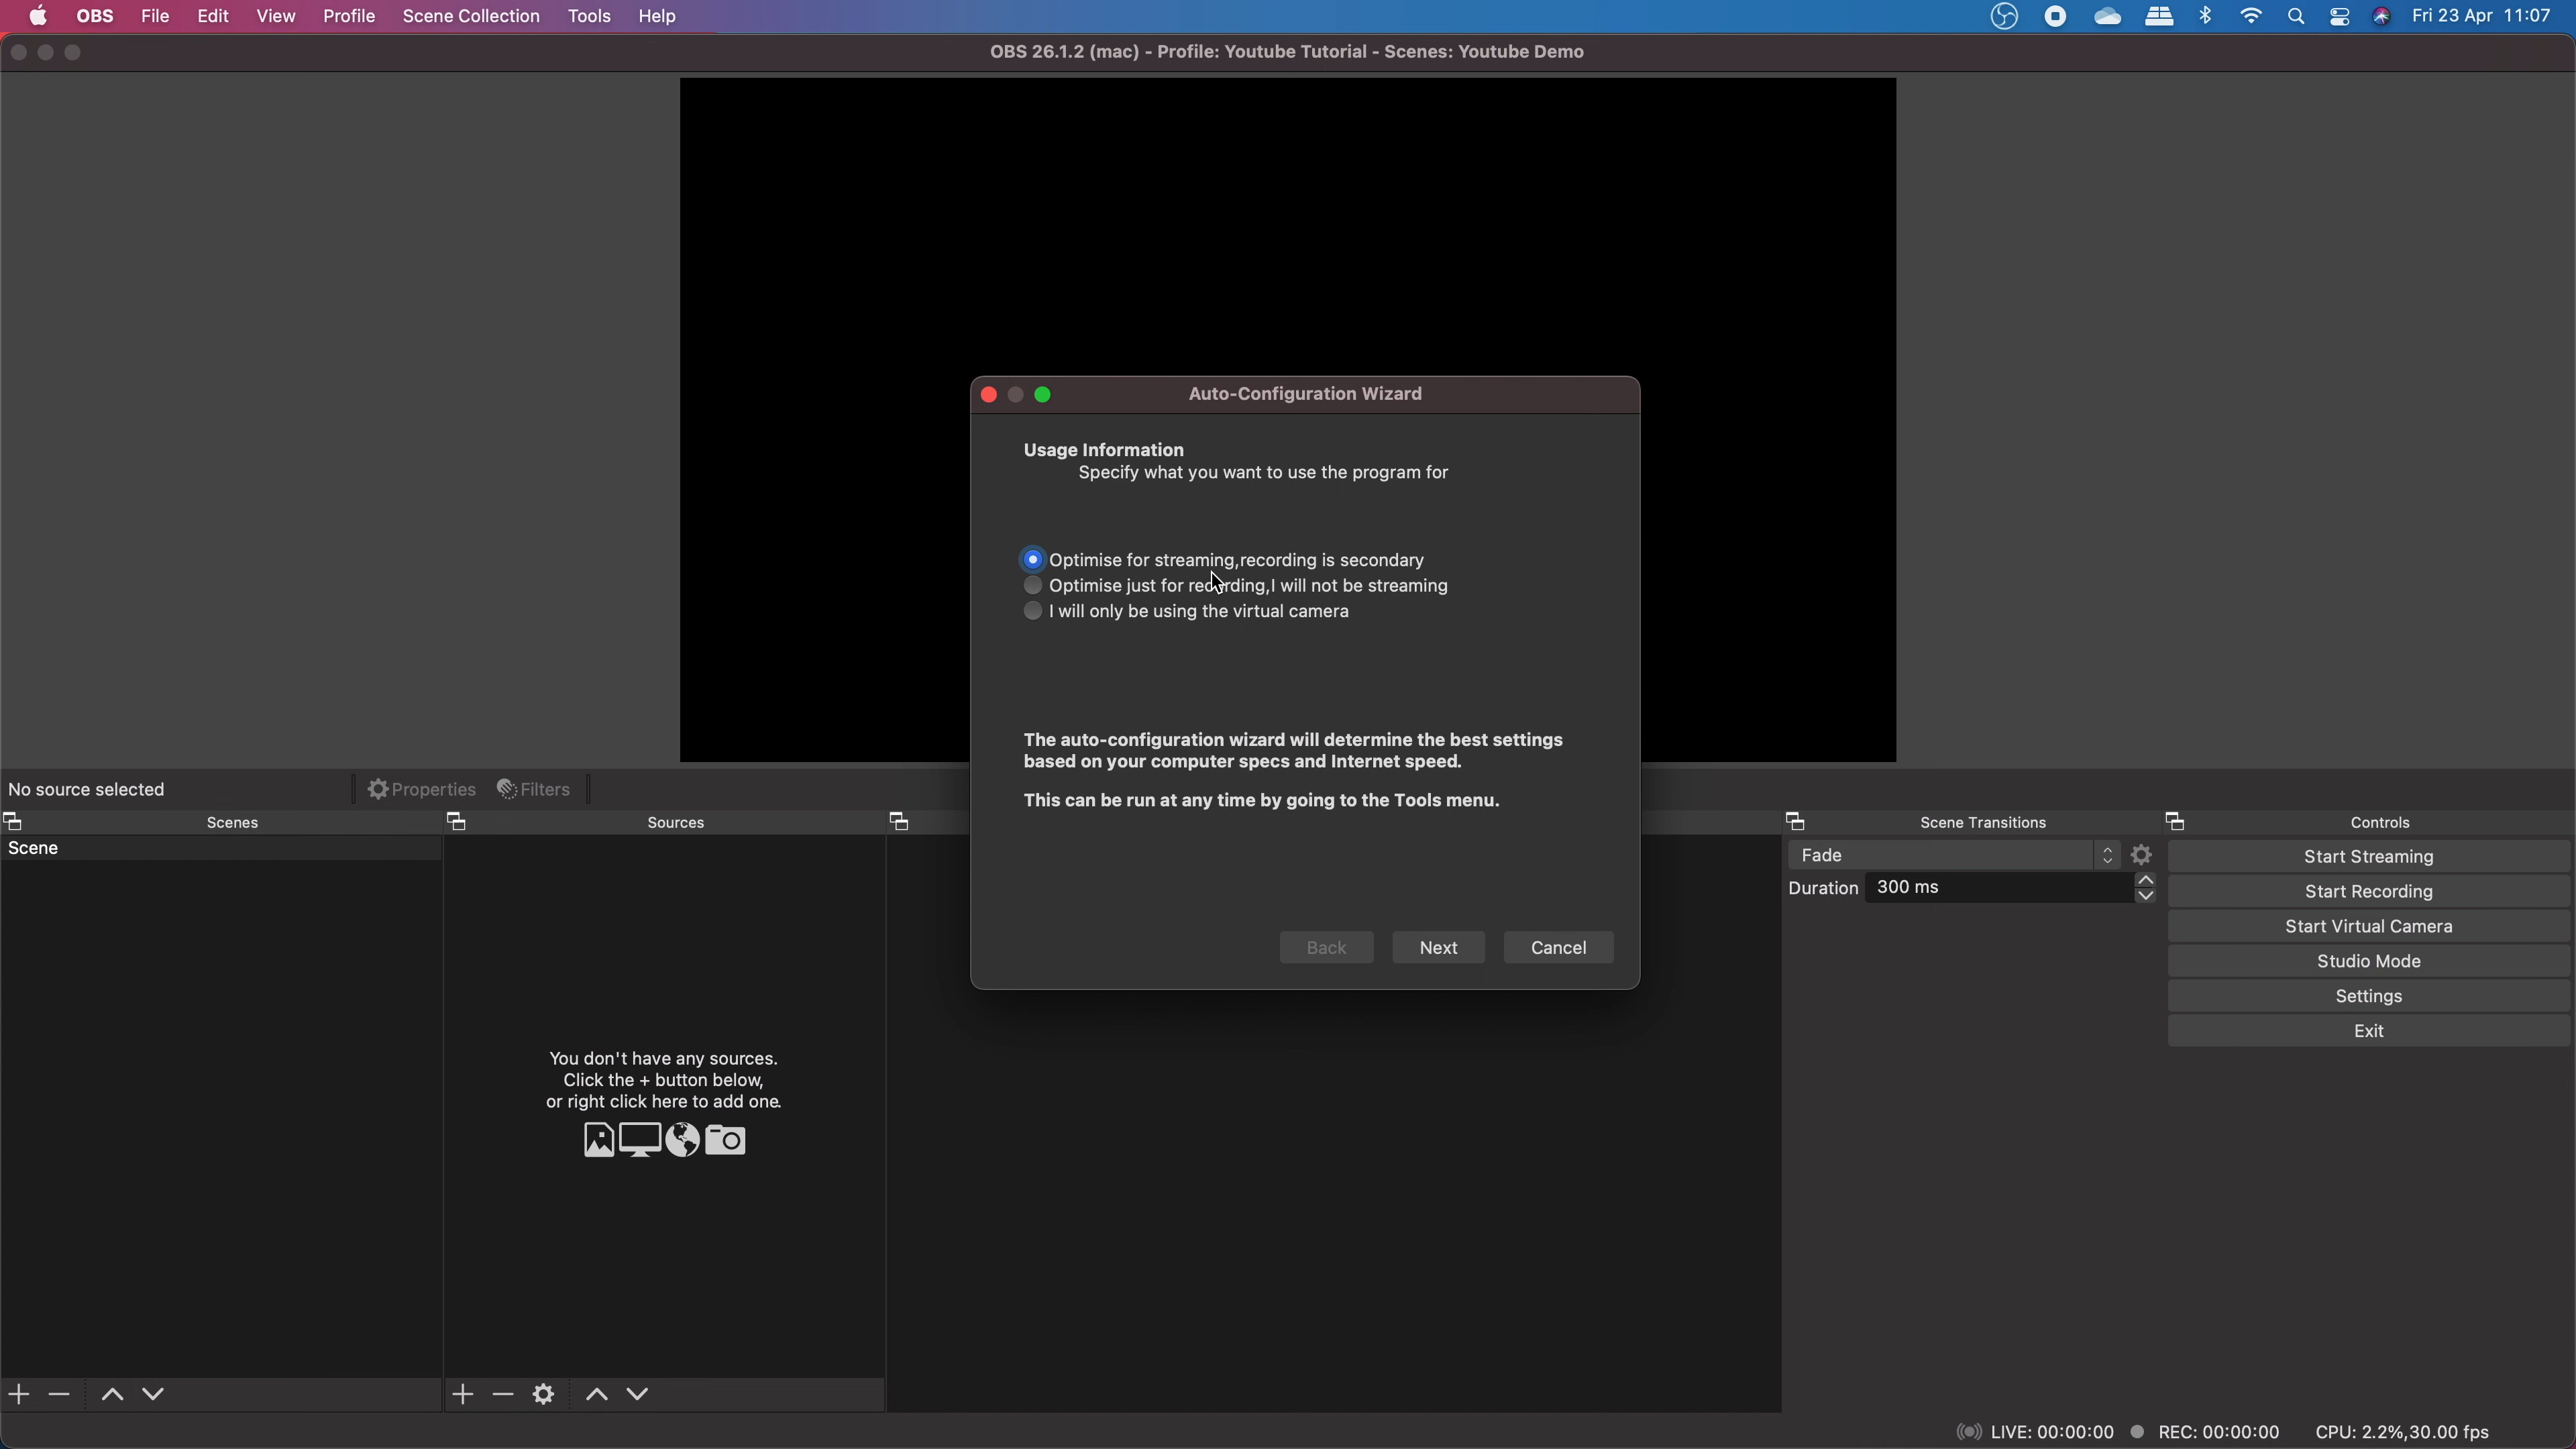 OBS File Edit View Profile Scene Collection Tools Help Fri 23 Apr 11:07
OBS 26.1.2 (mac) - Profile: Youtube Tutorial - Scenes: Youtube Demo
Auto-Configuration Wizard
Usage Information
Specify what you want to use the program for
Optimise for streaming,recording is secondary
Optimise just for recording,I will not be streaming
I will only be using the virtual camera
The auto-configuration wizard will determine the best settings
based on your computer specs and Internet speed.
This can be run at any time by going to the Tools menu.
Back Next Cancel
No source selected Properties Filters
Scenes Sources Scene Transitions Controls
Scene
You don't have any sources.
Click the + button below,
or right click here to add one.
Fade
Duration 300 ms
Start Streaming
Start Recording
Start Virtual Camera
Studio Mode
Settings
Exit
LIVE: 00:00:00 REC: 00:00:00 CPU: 2.2%,30.00 fps